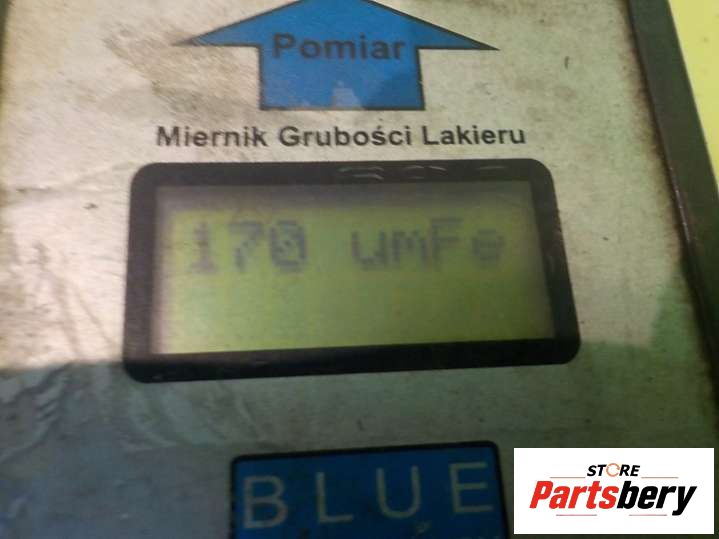 Pomiar
Miernik Grubości Lakieru
170 umFe
BLUE
STORE
Partsbery